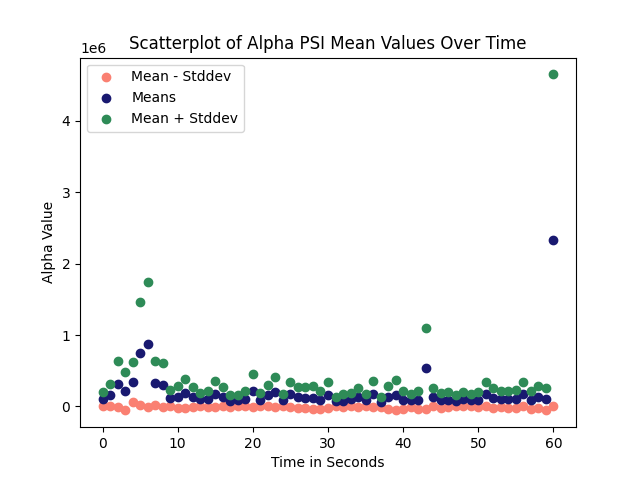 Scatterplot of Alpha PSI Mean Values Over Time
1e6
Mean - Stddev
Means
Mean + Stddev
4
3
2
1
0
Alpha Value
0 10 20 30 40 50 60
Time in Seconds